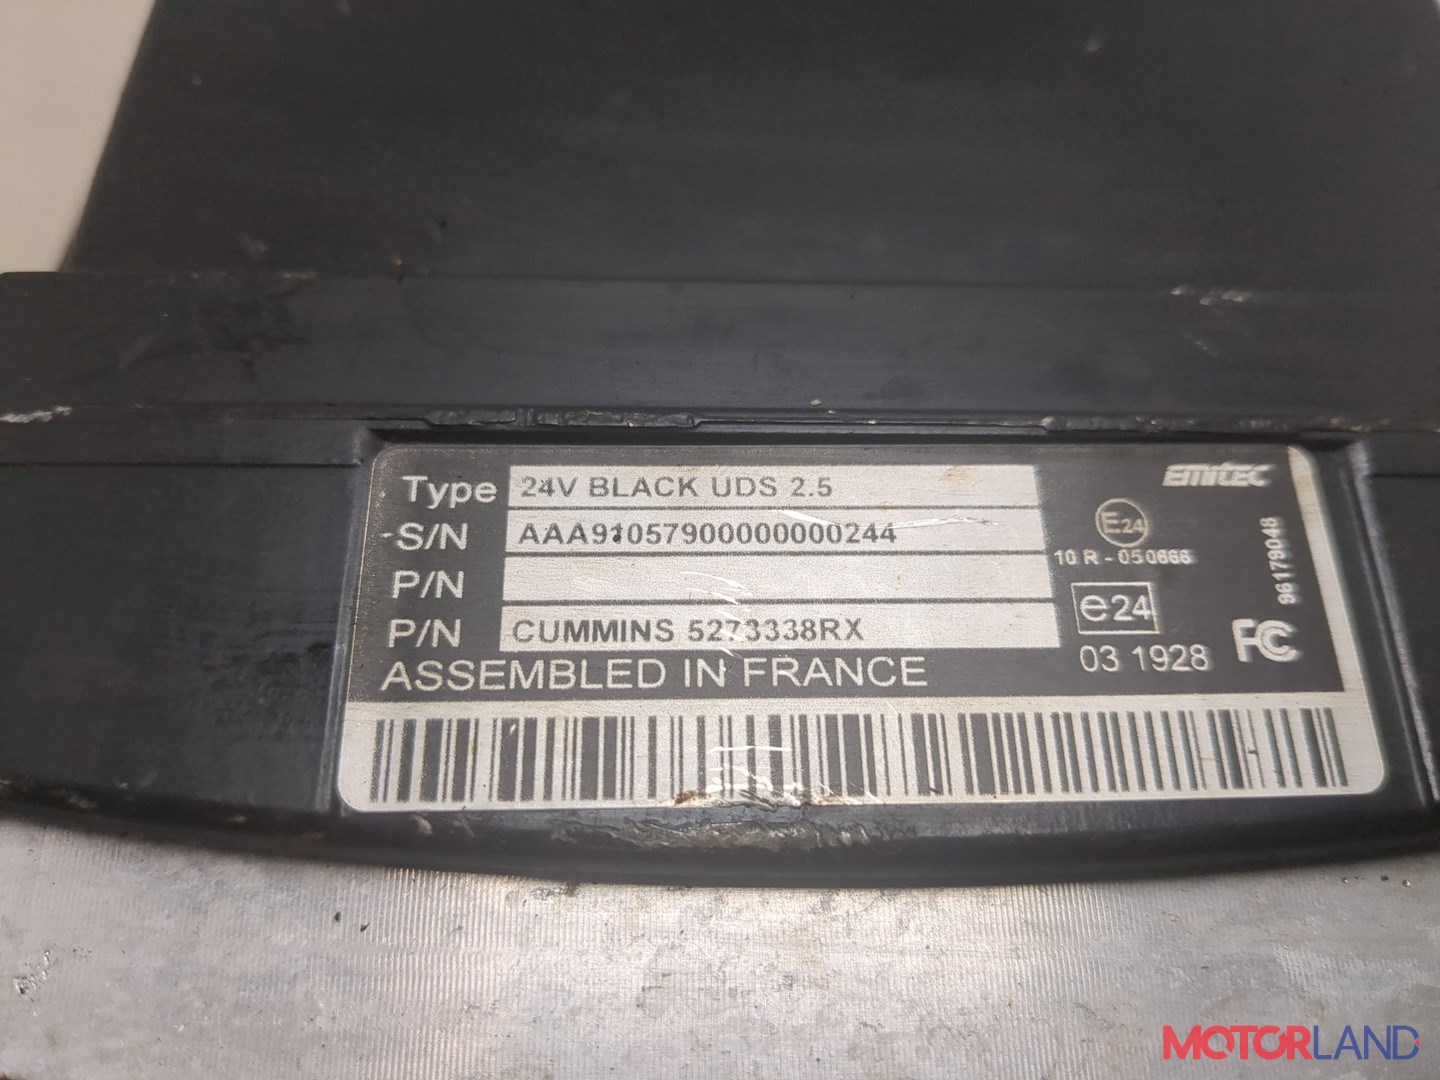 Type 24V BLACK UDS 2.5
EMITEC
S/N AAA91057900000000244
E24
10 R - 050666
P/N
e24
P/N CUMMINS 5273338RX
03 1928
FC
96179048
ASSEMBLED IN FRANCE
MOTORLAND